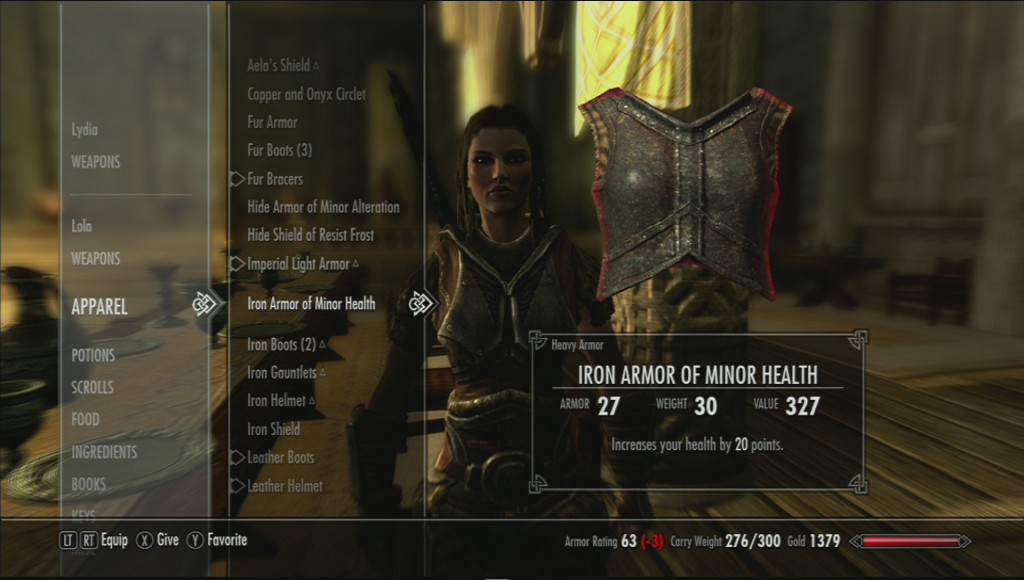 Lydia
WEAPONS
Lola
WEAPONS
APPAREL
POTIONS
SCROLLS
FOOD
INGREDIENTS
BOOKS
KEYS
Aela's Shield
Copper and Onyx Circlet
Fur Armor
Fur Boots (3)
Fur Bracers
Hide Armor of Minor Alteration
Hide Shield of Resist Frost
Imperial Light Armor
Iron Armor of Minor Health
Iron Boots (2)
Iron Gauntlets
Iron Helmet
Iron Shield
Leather Boots
Leather Helmet
Heavy Armor
IRON ARMOR OF MINOR HEALTH
ARMOR 27 WEIGHT 30 VALUE 327
Increases your health by 20 points.
LT RT Equip X Give Y Favorite
Armor Rating 63 (-3) Carry Weight 276/300 Gold 1379